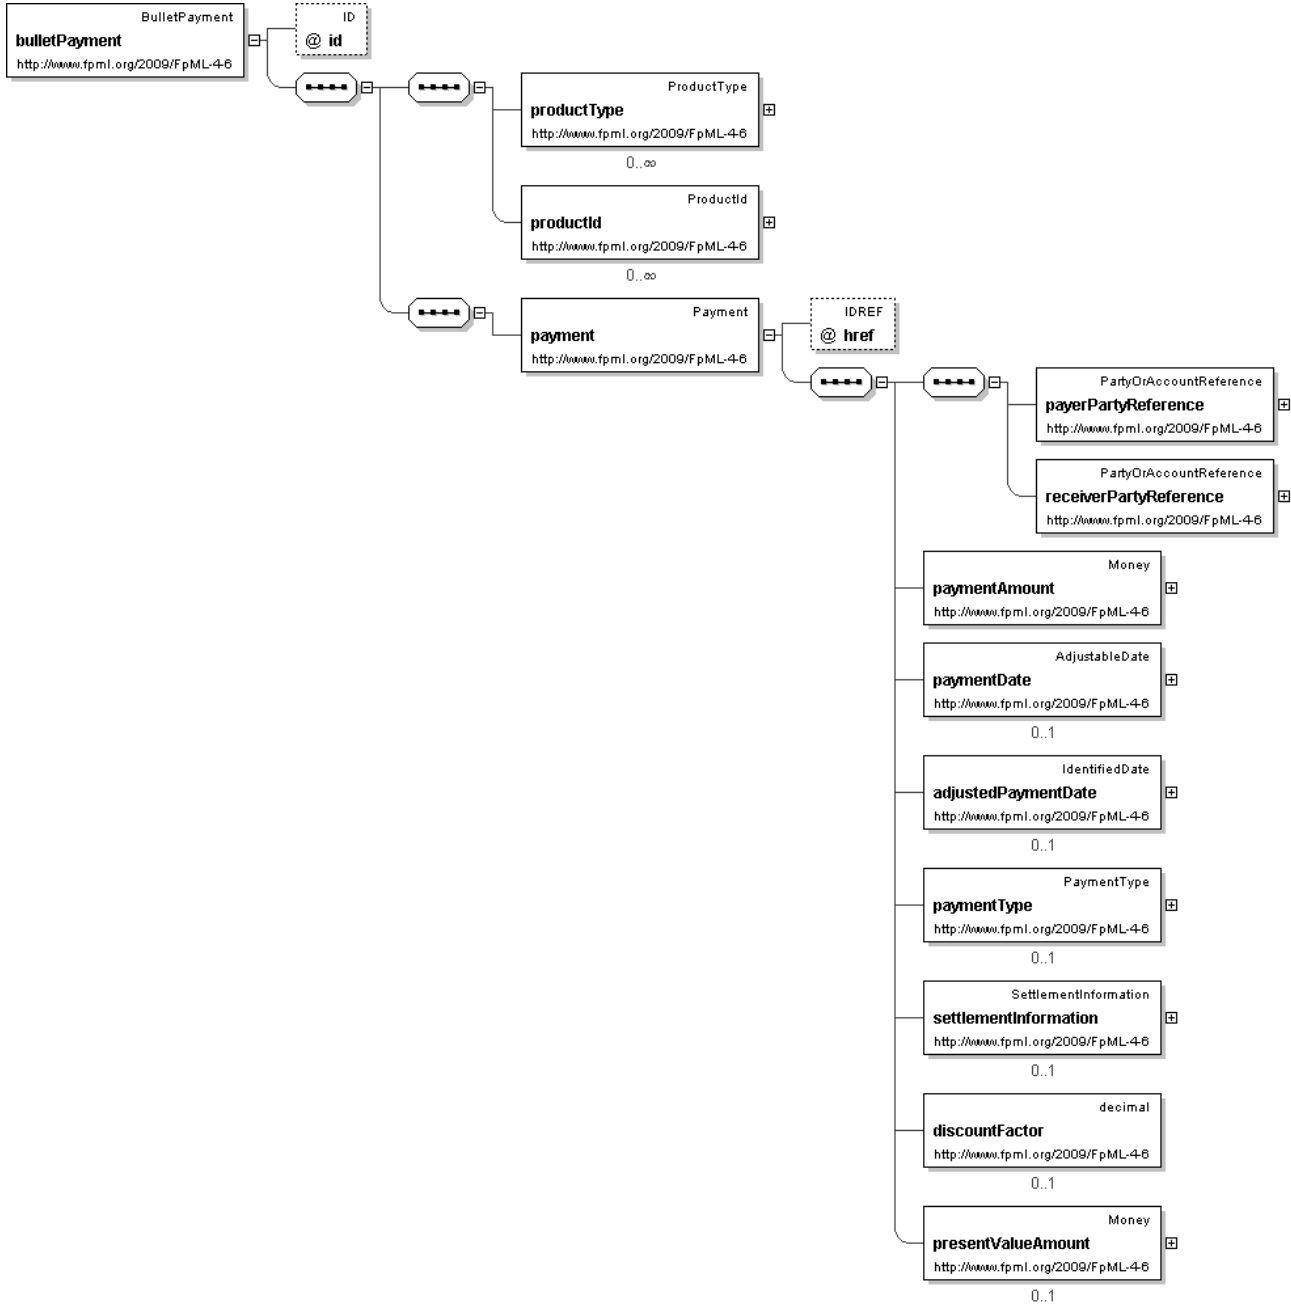 BulletPayment
bulletPayment
http://www.fpml.org/2009/FpML-4-6
ID
@ id
ProductType
productType
http://www.fpml.org/2009/FpML-4-6
0..∞
ProductId
productId
http://www.fpml.org/2009/FpML-4-6
0..∞
Payment
payment
http://www.fpml.org/2009/FpML-4-6
IDREF
@ href
PartyOrAccountReference
payerPartyReference
http://www.fpml.org/2009/FpML-4-6
PartyOrAccountReference
receiverPartyReference
http://www.fpml.org/2009/FpML-4-6
Money
paymentAmount
http://www.fpml.org/2009/FpML-4-6
AdjustableDate
paymentDate
http://www.fpml.org/2009/FpML-4-6
0..1
IdentifiedDate
adjustedPaymentDate
http://www.fpml.org/2009/FpML-4-6
0..1
PaymentType
paymentType
http://www.fpml.org/2009/FpML-4-6
0..1
SettlementInformation
settlementInformation
http://www.fpml.org/2009/FpML-4-6
0..1
decimal
discountFactor
http://www.fpml.org/2009/FpML-4-6
0..1
Money
presentValueAmount
http://www.fpml.org/2009/FpML-4-6
0..1